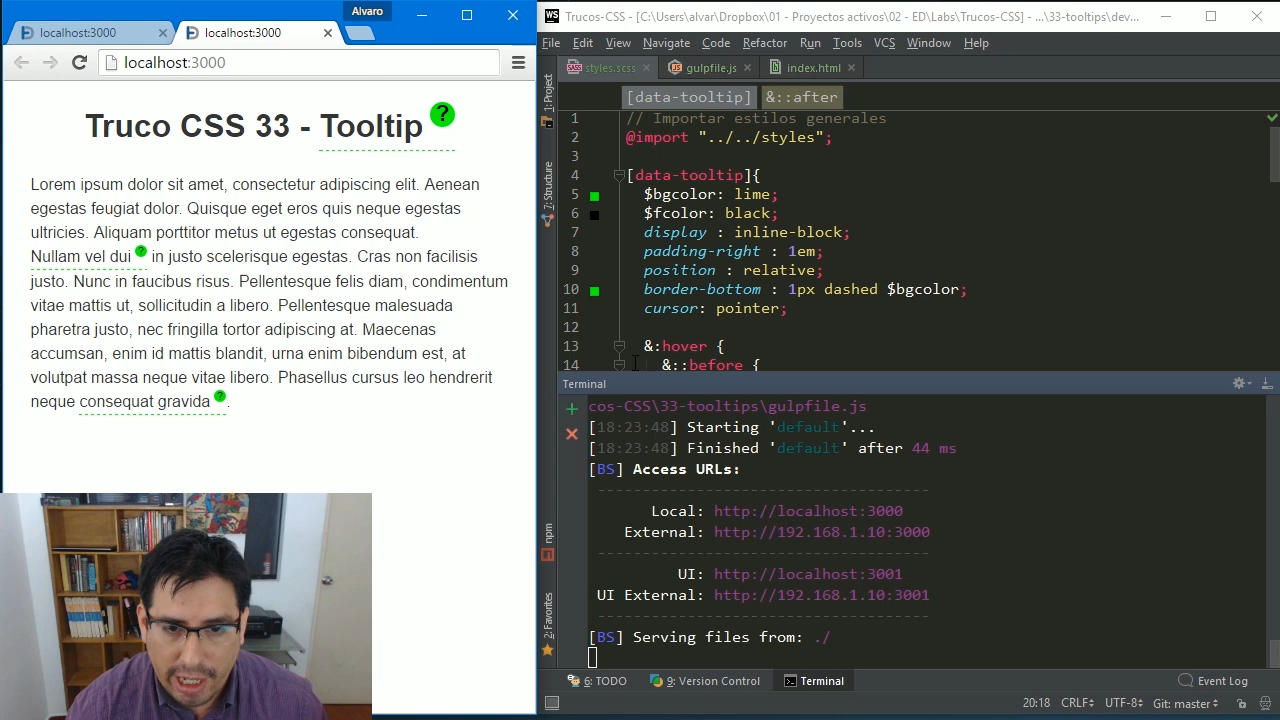 Alvaro
localhost:3000
localhost:3000
localhost:3000
Truco CSS 33 - Tooltip ?
Lorem ipsum dolor sit amet, consectetur adipiscing elit. Aenean
egestas feugiat dolor. Quisque eget eros quis neque egestas
ultricies. Aliquam porttitor metus ut egestas consequat.
Nullam vel dui ? in justo scelerisque egestas. Cras non facilisis
justo. Nunc in faucibus risus. Pellentesque felis diam, condimentum
vitae mattis ut, sollicitudin a libero. Pellentesque malesuada
pharetra justo, nec fringilla tortor adipiscing at. Maecenas
accumsan, enim id mattis blandit, urna enim bibendum est, at
volutpat massa neque vitae libero. Phasellus cursus leo hendrerit
neque consequat gravida ? .
WS Trucos-CSS - [C:\Users\alvar\Dropbox\01 - Proyectos activos\02 - ED\Labs\Trucos-CSS] - ...\33-tooltips\dev...
File Edit View Navigate Code Refactor Run Tools VCS Window Help
styles.scss gulpfile.js index.html
1: Project
7: Structure
npm
2: Favorites
[data-tooltip] &::after
1 // Importar estilos generales
2 @import "../../styles";
3
4 [data-tooltip]{
5 $bgcolor: lime;
6 $fcolor: black;
7 display : inline-block;
8 padding-right : 1em;
9 position : relative;
10 border-bottom : 1px dashed $bgcolor;
11 cursor: pointer;
12
13 &:hover {
14 &::before {
Terminal
cos-CSS\33-tooltips\gulpfile.js
[18:23:48] Starting 'default'...
[18:23:48] Finished 'default' after 44 ms
[BS] Access URLs:
-------------------------------------
Local: http://localhost:3000
External: http://192.168.1.10:3000
-------------------------------------
UI: http://localhost:3001
UI External: http://192.168.1.10:3001
-------------------------------------
[BS] Serving files from: ./
6: TODO 9: Version Control Terminal Event Log
20:18 CRLF UTF-8 Git: master